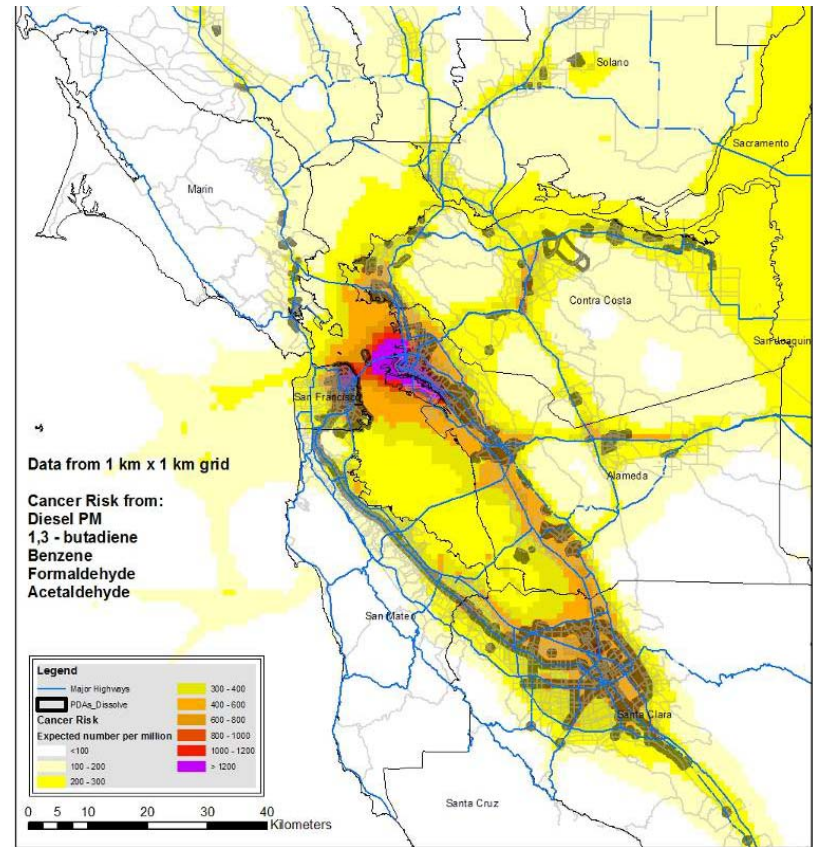 Solano
Sacramento
Marin
Contra Costa
San Joaquin
San Francisco
Data from 1 km x 1 km grid
Alameda
Cancer Risk from:
Diesel PM
1,3 - butadiene
Benzene
Formaldehyde
Acetaldehyde
San Mateo
Legend
Major Highways
PDAs_Dissolve
Cancer Risk
Expected number per million
<100
100 - 200
200 - 300
300 - 400
400 - 600
600 - 800
800 - 1000
1000 - 1200
> 1200
Santa Clara
Santa Cruz
0 5 10 20 30 40
Kilometers